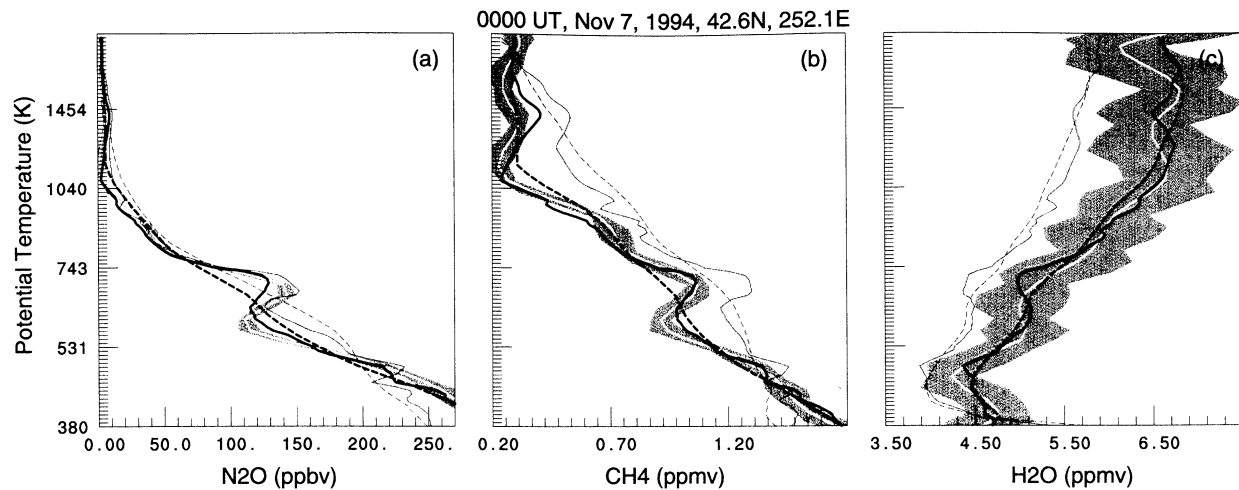 0000 UT, Nov 7, 1994, 42.6N, 252.1E
(a)
(b)
(c)
Potential Temperature (K)
1454
1040
743
531
380
0.00 50.0 100. 150. 200. 250.
N2O (ppbv)
0.20 0.70 1.20
CH4 (ppmv)
3.50 4.50 5.50 6.50
H2O (ppmv)